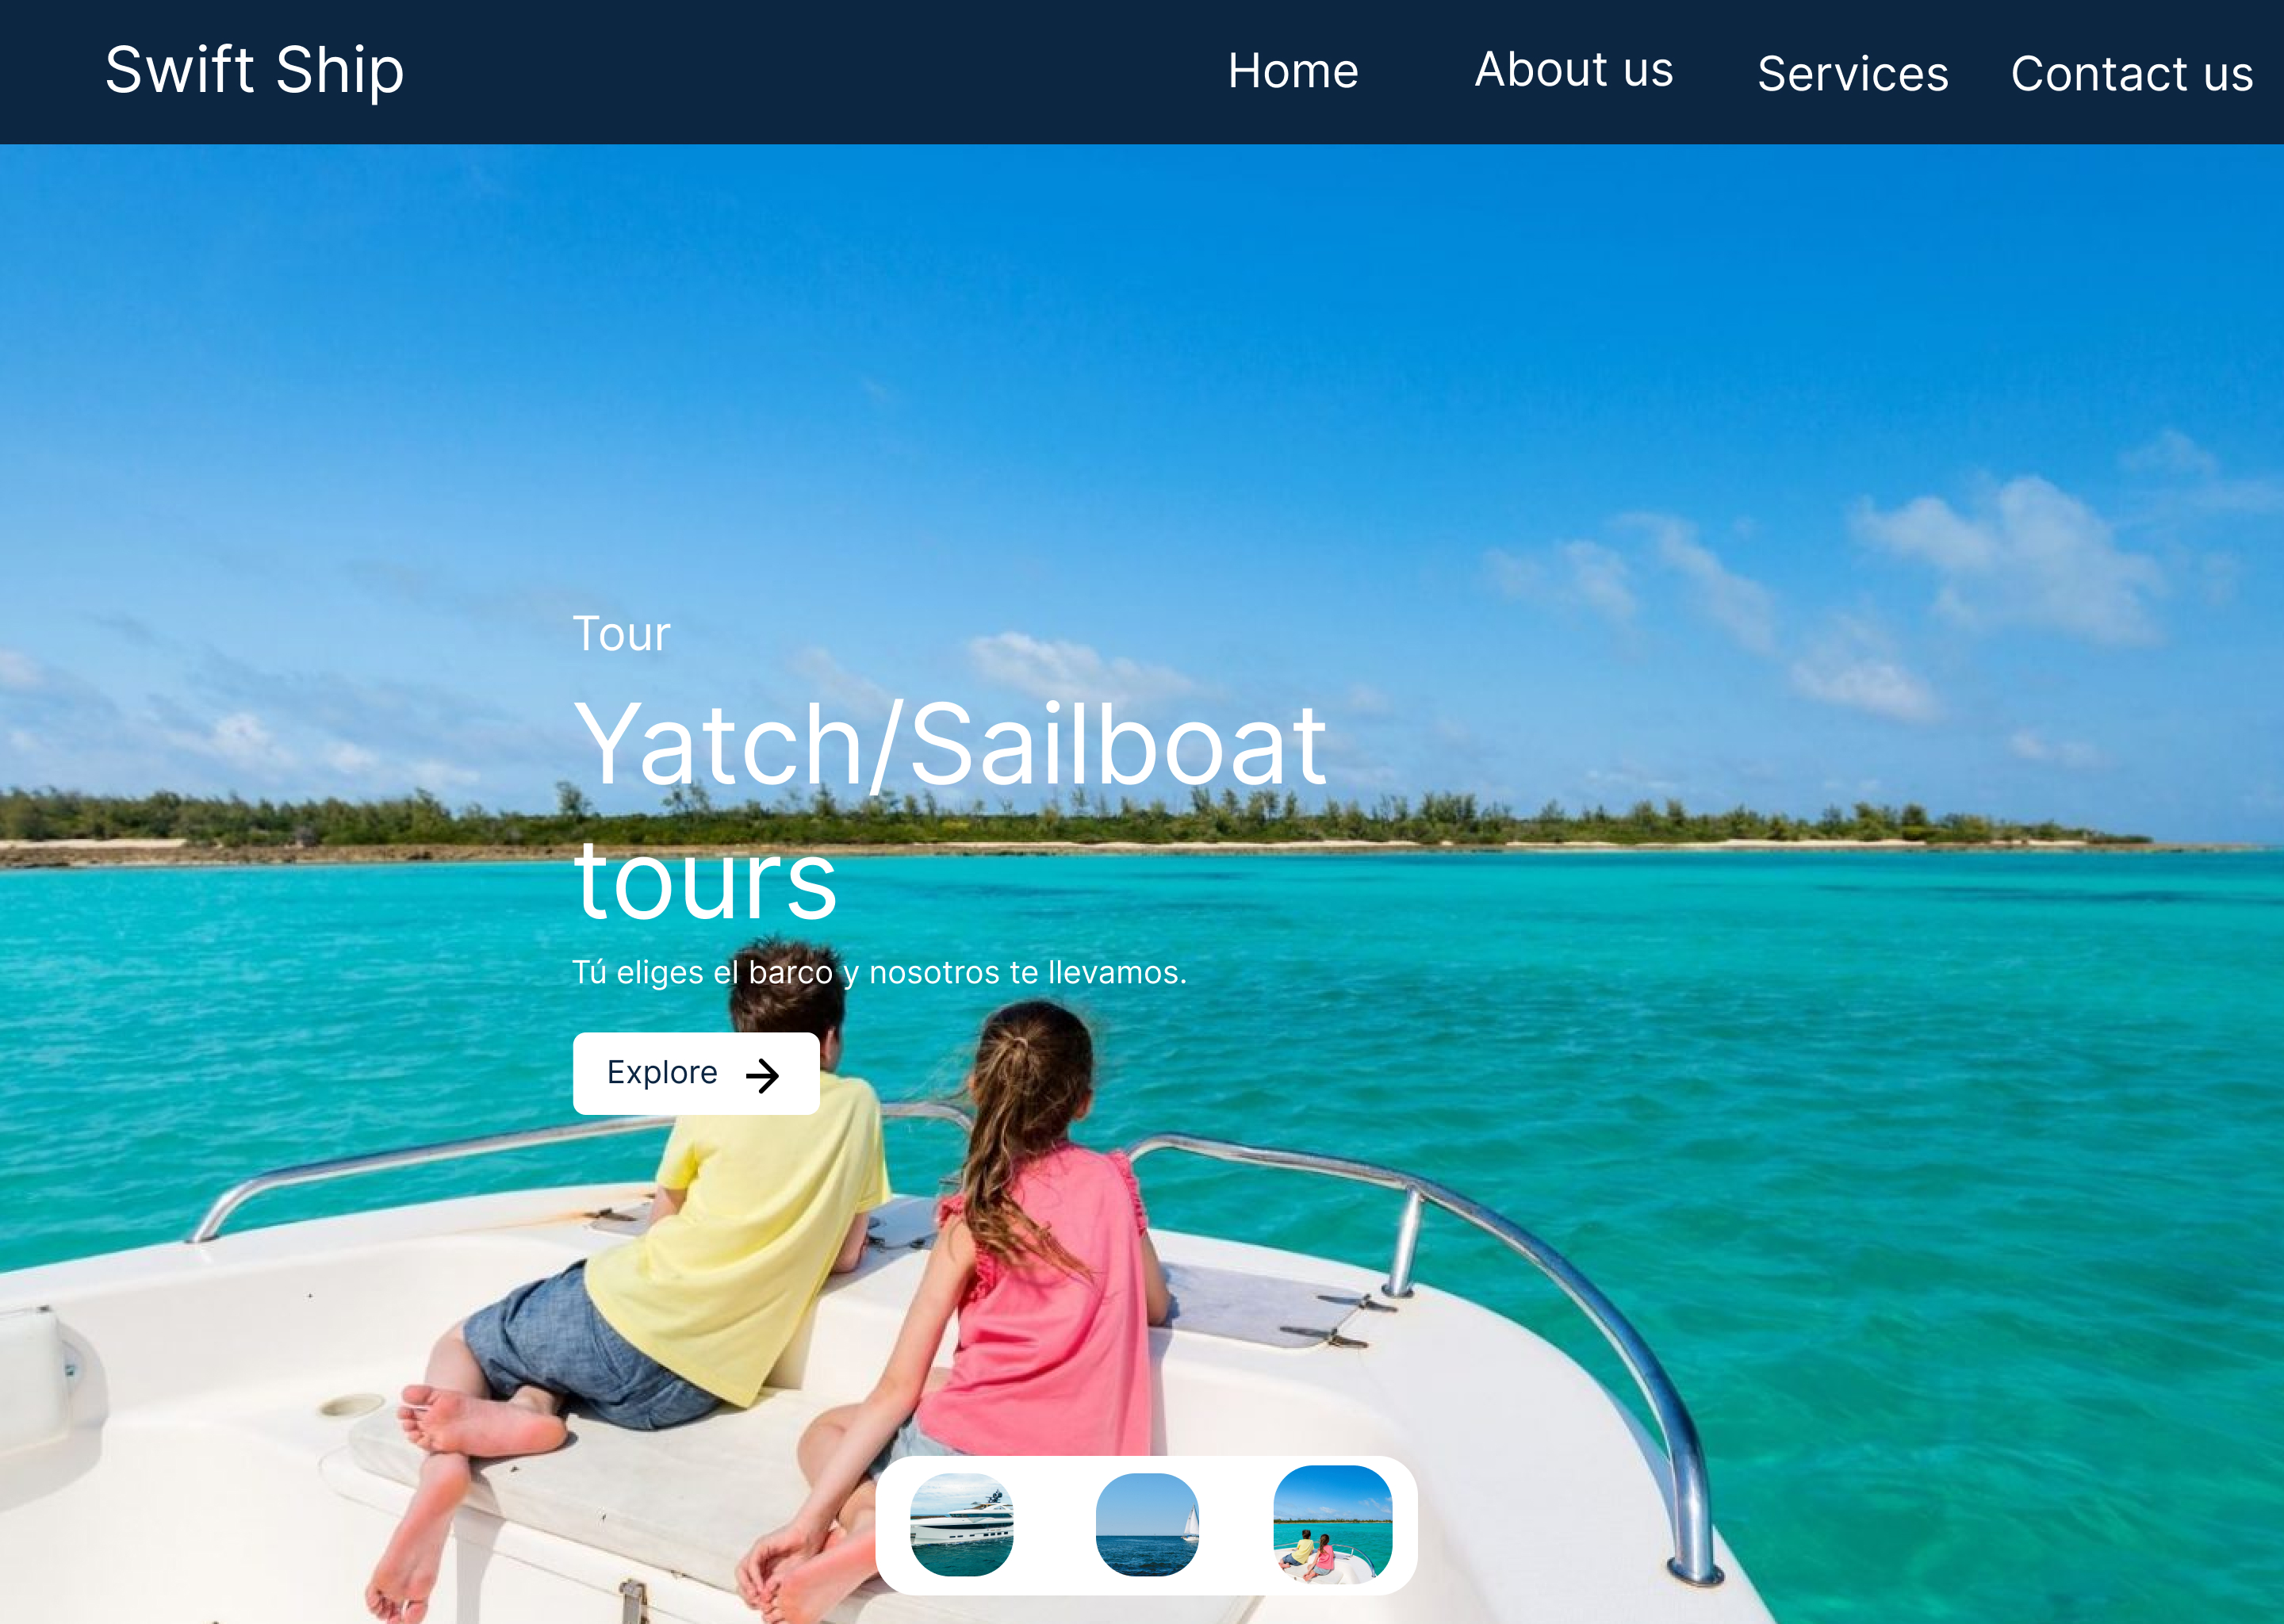 Swift Ship
Home About us Services Contact us
Tour
Yatch/Sailboat
tours
Tú eliges el barco y nosotros te llevamos.
Explore